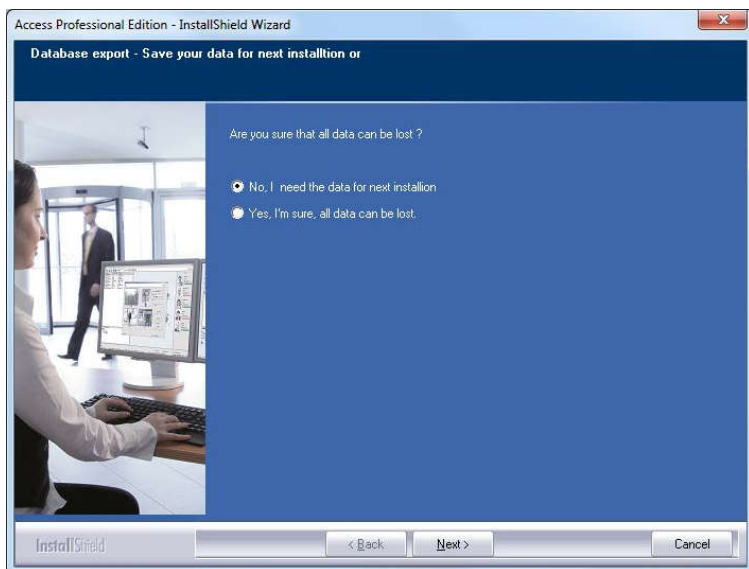 Access Professional Edition - InstallShield Wizard
Database export - Save your data for next installtion or
Are you sure that all data can be lost ?
No, I need the data for next installion
Yes, I'm sure, all data can be lost.
InstallShield
< Back
Next >
Cancel